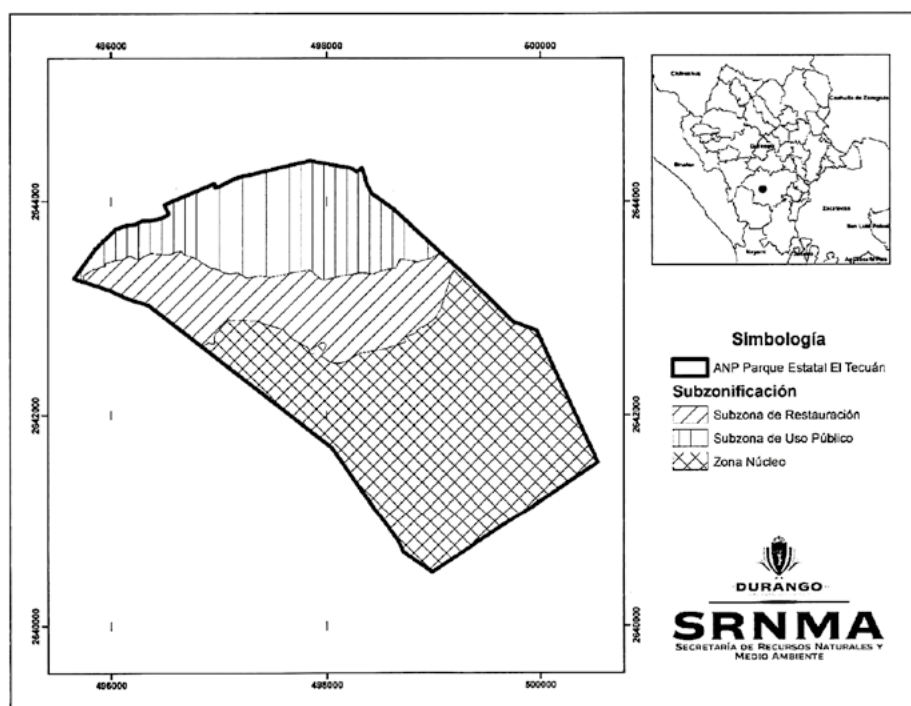 496000 498000 500000
2644000 2644000
2642000 2642000
2640000 2640000
496000 498000 500000
Chihuahua
Coahuila de Zaragoza
Durango
Sinaloa
Zacatecas
San Luis Potosí
Nayarit
Simbología
ANP Parque Estatal El Tecuán
Subzonificación
Subzona de Restauración
Subzona de Uso Público
Zona Núcleo
DURANGO
SRNMA
SECRETARÍA DE RECURSOS NATURALES Y
MEDIO AMBIENTE